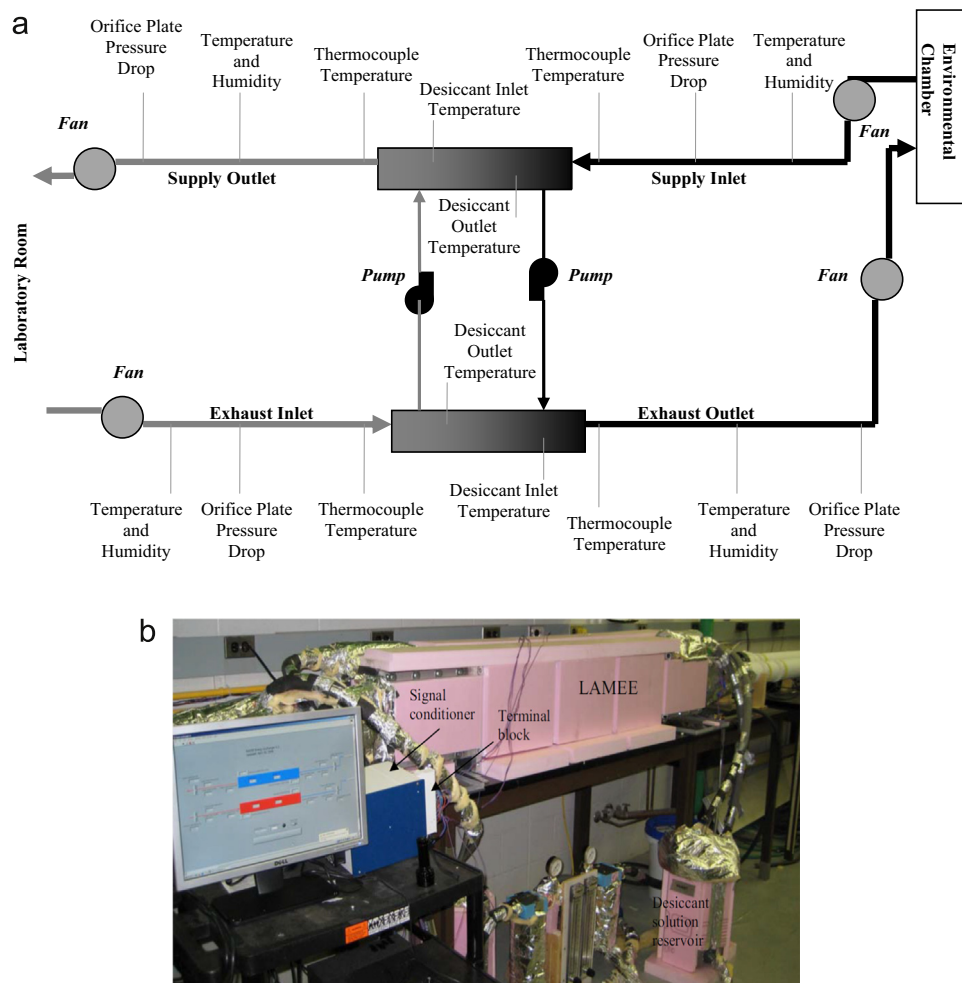 a
Orifice Plate
Pressure
Drop
Temperature
and
Humidity
Thermocouple
Temperature
Desiccant Inlet
Temperature
Thermocouple
Temperature
Orifice Plate
Pressure
Drop
Temperature
and
Humidity
Environmental
Chamber
Fan
Fan
Supply Outlet
Supply Inlet
Desiccant
Outlet
Temperature
Laboratory Room
Pump
Pump
Fan
Desiccant
Outlet
Temperature
Fan
Exhaust Inlet
Exhaust Outlet
Temperature
and
Humidity
Orifice Plate
Pressure
Drop
Thermocouple
Temperature
Desiccant Inlet
Temperature
Thermocouple
Temperature
Temperature
and
Humidity
Orifice Plate
Pressure
Drop
b
LAMEE
Signal
conditioner
Terminal
block
DELL
Desiccant
solution
reservoir